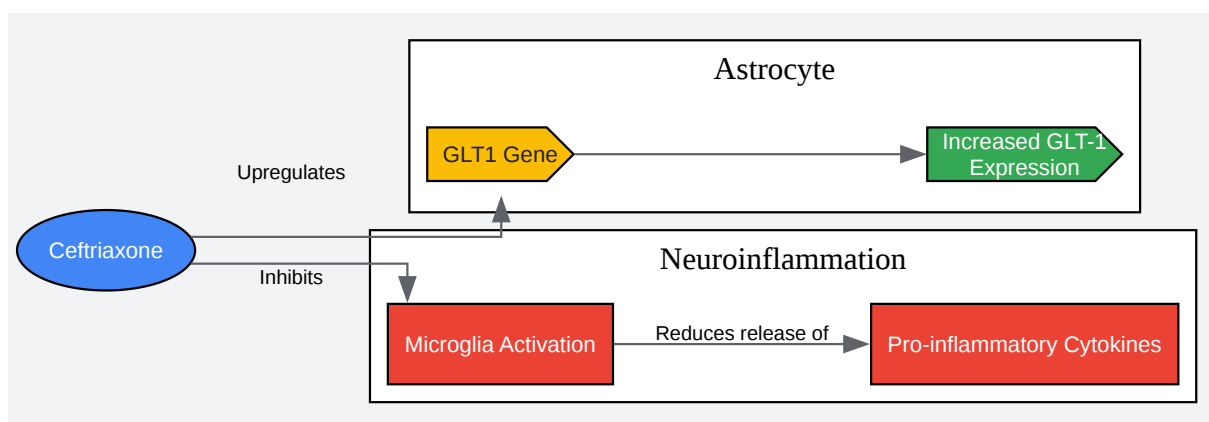 Astrocyte
GLT1 Gene
Increased GLT-1
Expression
Upregulates
Ceftriaxone
Inhibits
Neuroinflammation
Microglia Activation
Reduces release of
Pro-inflammatory Cytokines